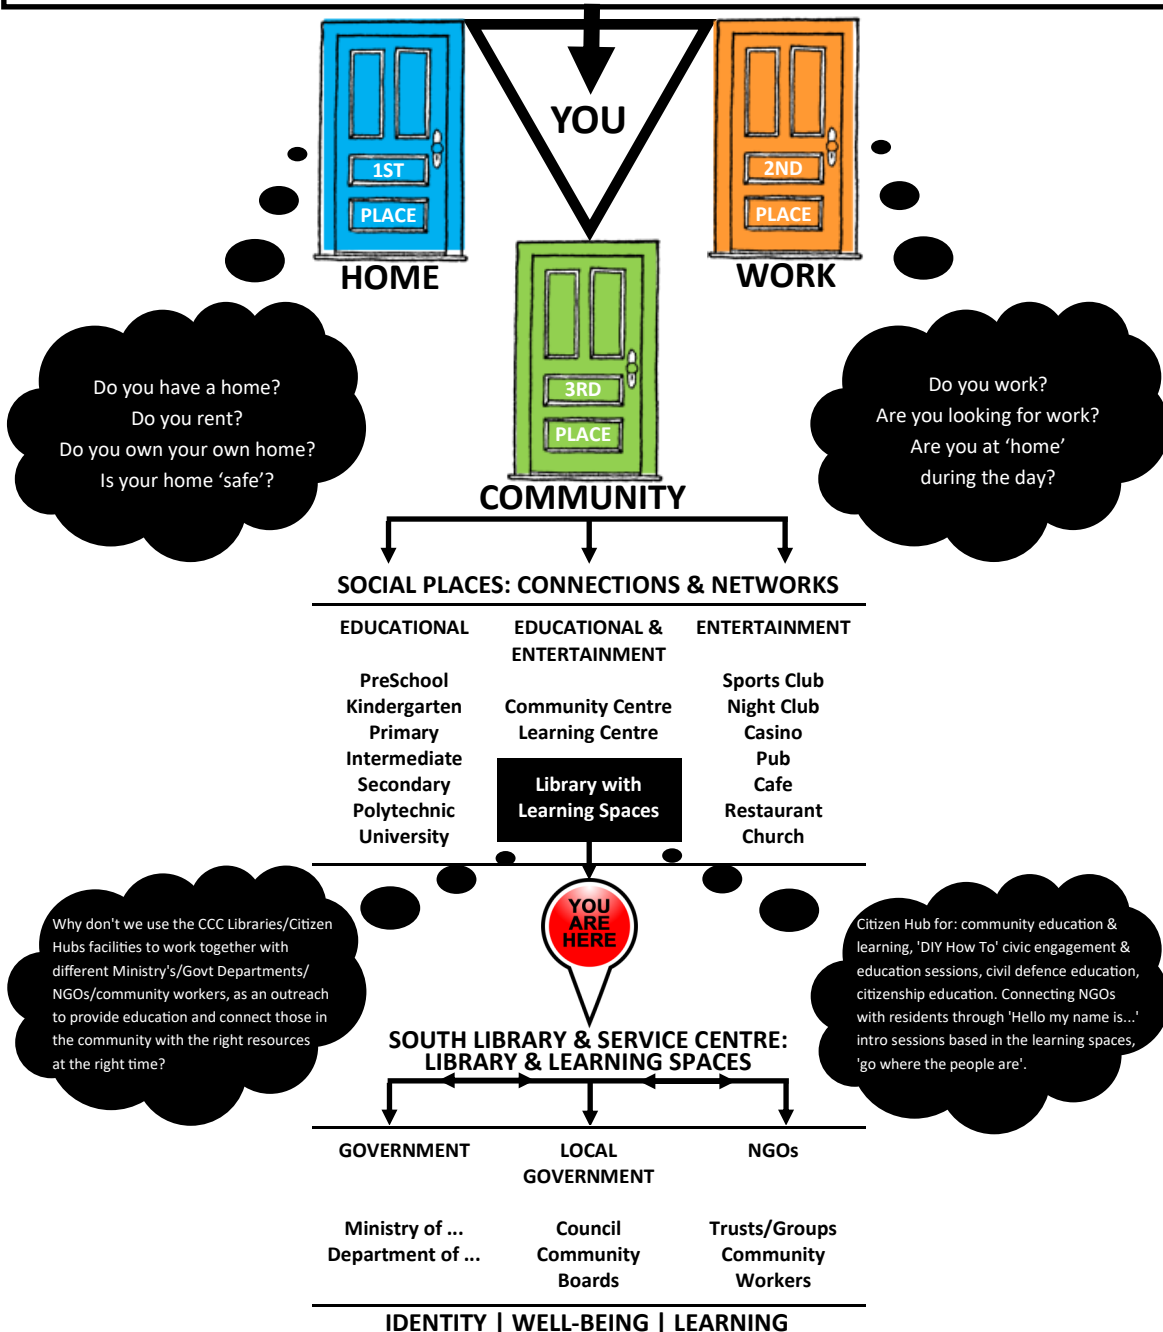 YOU
1ST
PLACE
HOME
2ND
PLACE
WORK
3RD
PLACE
COMMUNITY
Do you have a home?
Do you rent?
Do you own your own home?
Is your home ‘safe’?
Do you work?
Are you looking for work?
Are you at ‘home’
during the day?
SOCIAL PLACES: CONNECTIONS & NETWORKS
EDUCATIONAL
PreSchool
Kindergarten
Primary
Intermediate
Secondary
Polytechnic
University
EDUCATIONAL &
ENTERTAINMENT
Community Centre
Learning Centre
Library with
Learning Spaces
ENTERTAINMENT
Sports Club
Night Club
Casino
Pub
Cafe
Restaurant
Church
YOU
ARE
HERE
Why don't we use the CCC Libraries/Citizen
Hubs facilities to work together with
different Ministry's/Govt Departments/
NGOs/community workers, as an outreach
to provide education and connect those in
the community with the right resources
at the right time?
Citizen Hub for: community education &
learning, 'DIY How To' civic engagement &
education sessions, civil defence education,
citizenship education. Connecting NGOs
with residents through 'Hello my name is...'
intro sessions based in the learning spaces,
'go where the people are'.
SOUTH LIBRARY & SERVICE CENTRE:
LIBRARY & LEARNING SPACES
GOVERNMENT
Ministry of ...
Department of ...
LOCAL
GOVERNMENT
Council
Community
Boards
NGOs
Trusts/Groups
Community
Workers
IDENTITY | WELL-BEING | LEARNING